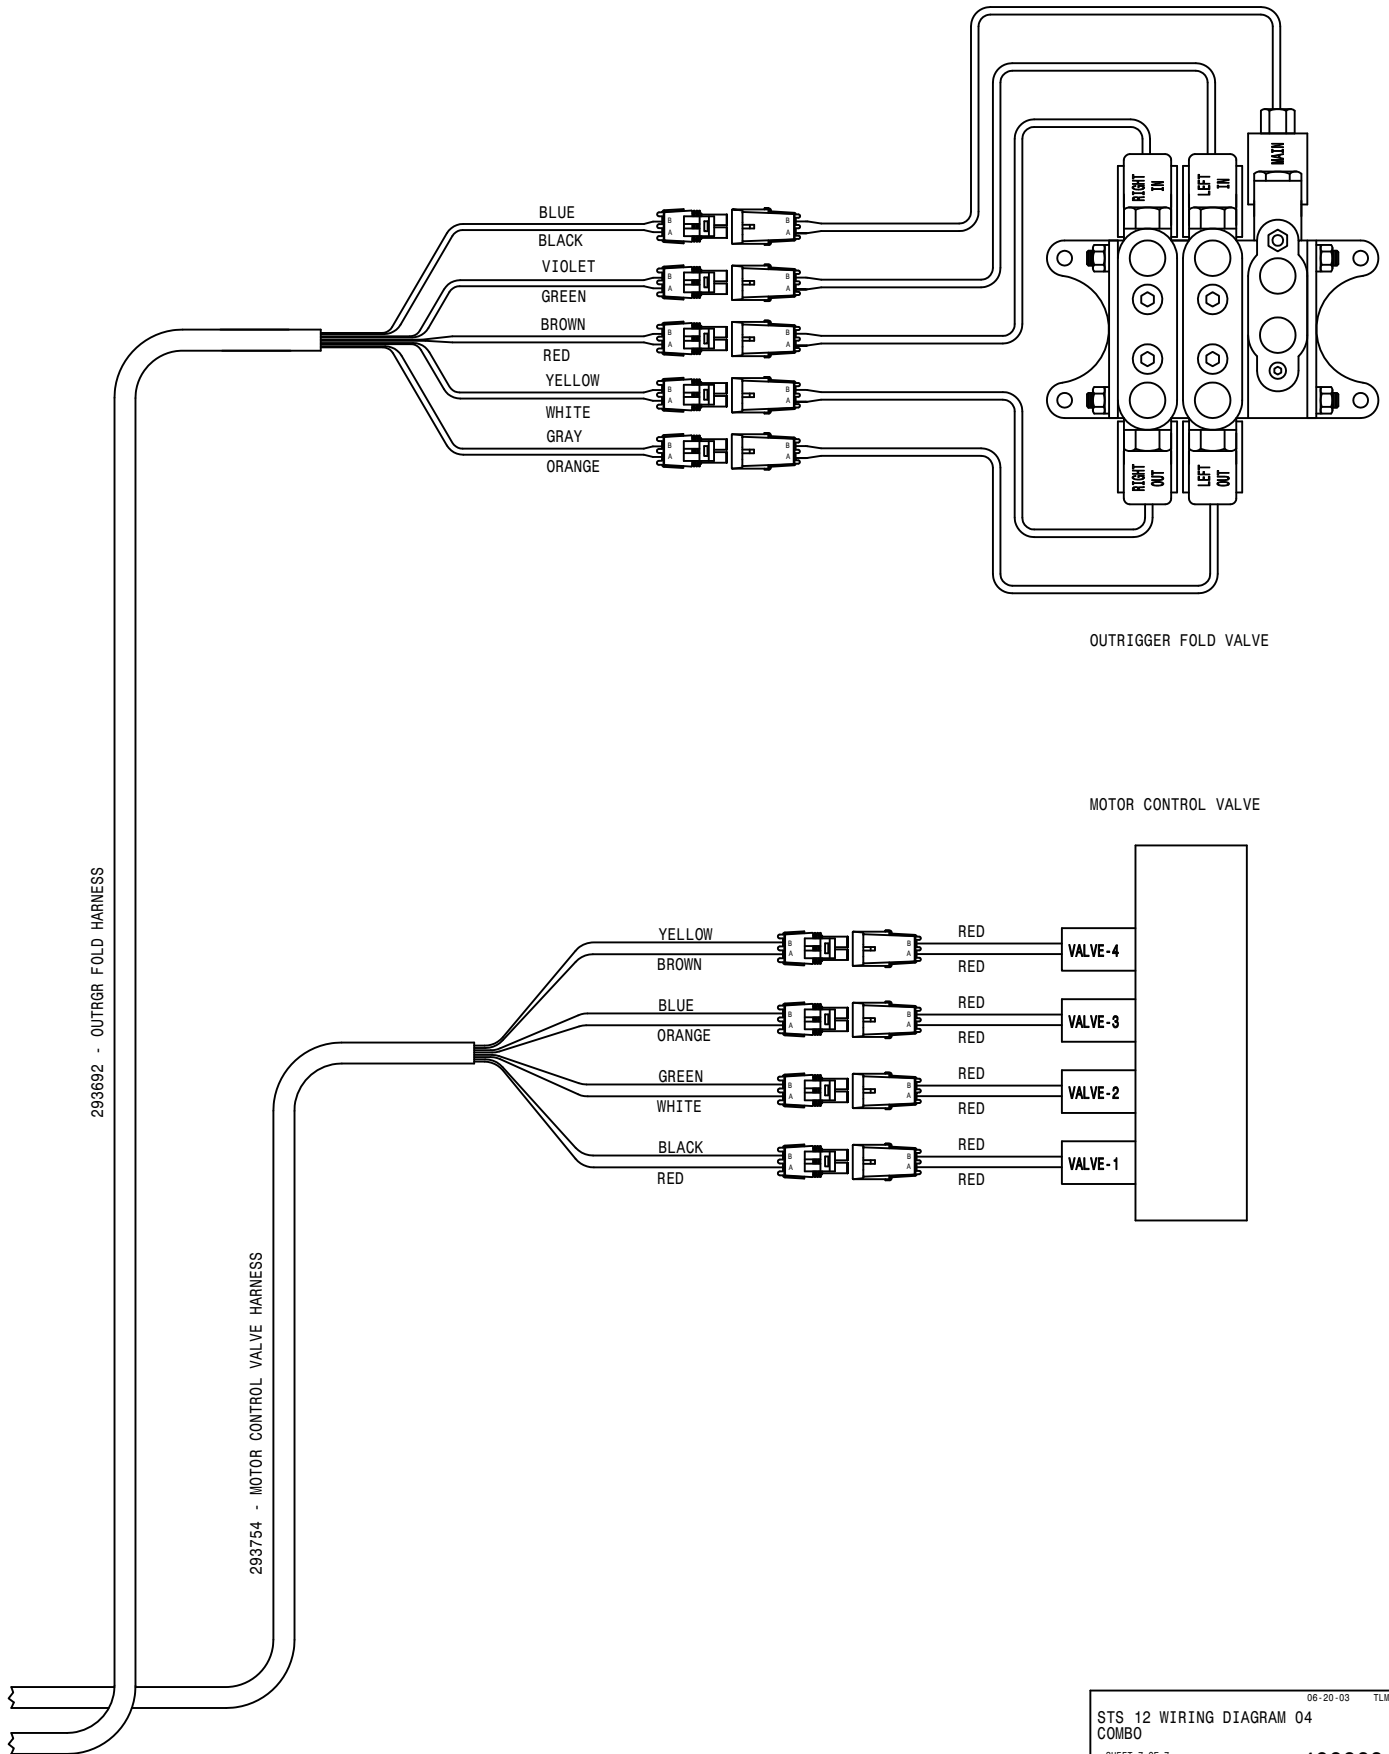 MAIN
RIGHT IN
LEFT IN
BLUE
B
A
B
A
BLACK
VIOLET
B
A
B
A
GREEN
BROWN
B
A
B
A
RED
YELLOW
B
A
B
A
WHITE
GRAY
B
A
B
A
ORANGE
RIGHT OUT
LEFT OUT
OUTRIGGER FOLD VALVE
MOTOR CONTROL VALVE
293692 - OUTRGR FOLD HARNESS
YELLOW
B
A
B
A
RED
BROWN
RED
VALVE-4
BLUE
B
A
B
A
RED
ORANGE
RED
VALVE-3
GREEN
B
A
B
A
RED
WHITE
RED
VALVE-2
BLACK
B
A
B
A
RED
RED
RED
VALVE-1
293754 - MOTOR CONTROL VALVE HARNESS
06-20-03 TLM
STS 12 WIRING DIAGRAM 04
COMBO